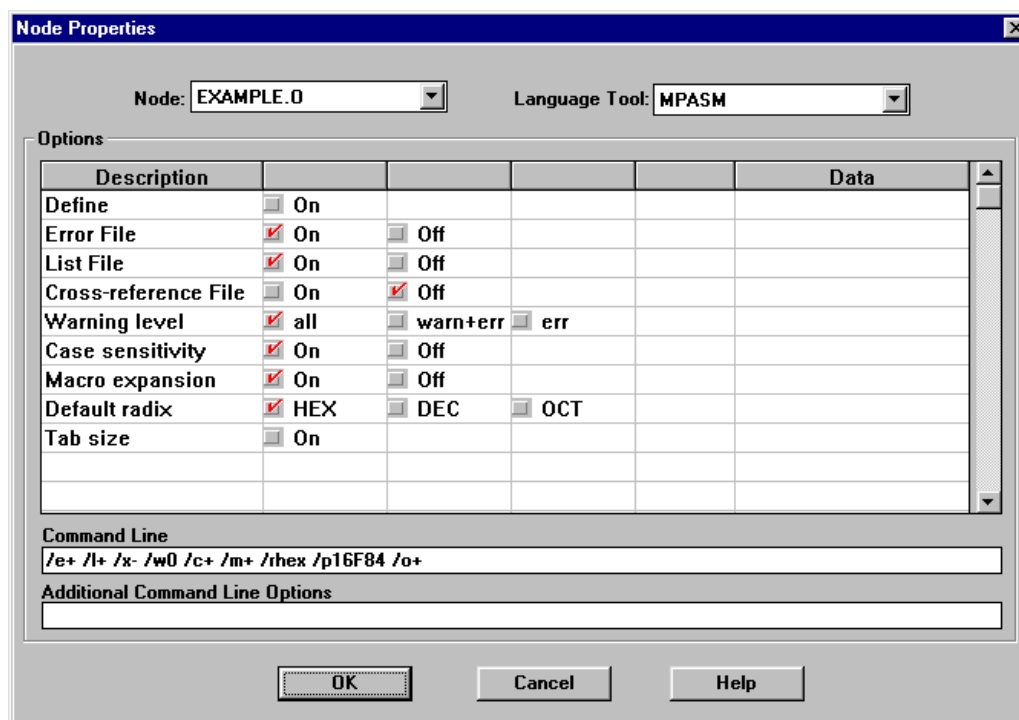 Node Properties
Node: EXAMPLE.O Language Tool: MPASM
Options
Description Data
Define On
Error File On Off
List File On Off
Cross-reference File On Off
Warning level all warn+err err
Case sensitivity On Off
Macro expansion On Off
Default radix HEX DEC OCT
Tab size On
Command Line
/e+ /l+ /x- /w0 /c+ /m+ /rhex /p16F84 /o+
Additional Command Line Options
OK Cancel Help